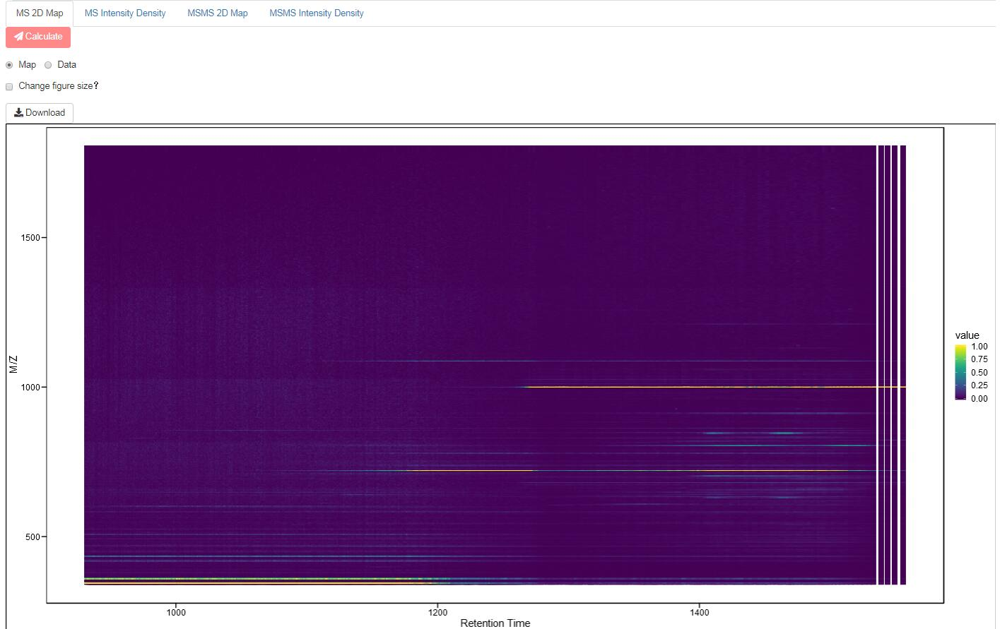 MS 2D Map MS Intensity Density MSMS 2D Map MSMS Intensity Density
Calculate
Map Data
Change figure size?
Download
1500
1000
500
M/Z
value
1.00
0.75
0.50
0.25
0.00
1000 1200 1400
Retention Time